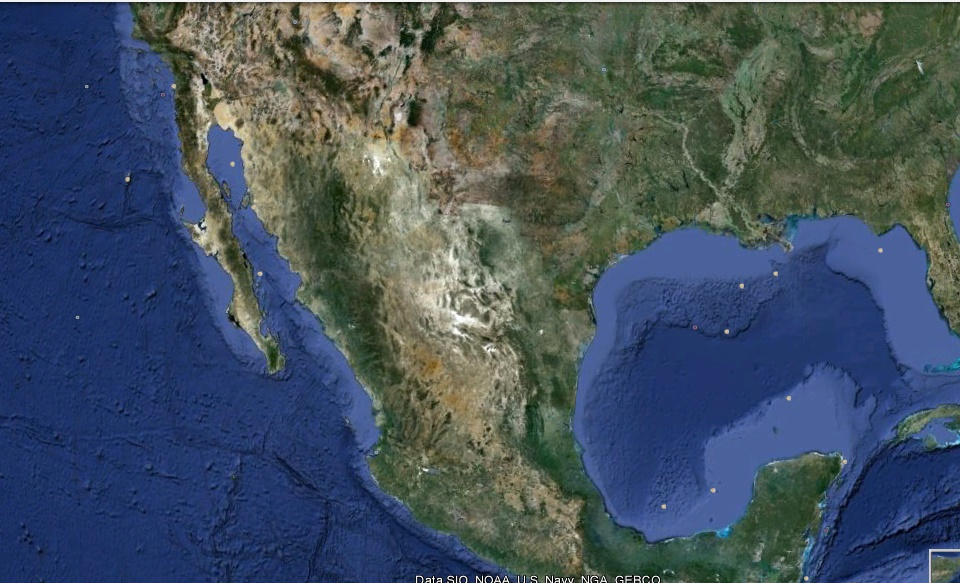 Data SIO, NOAA, U.S. Navy, NGA, GEBCO